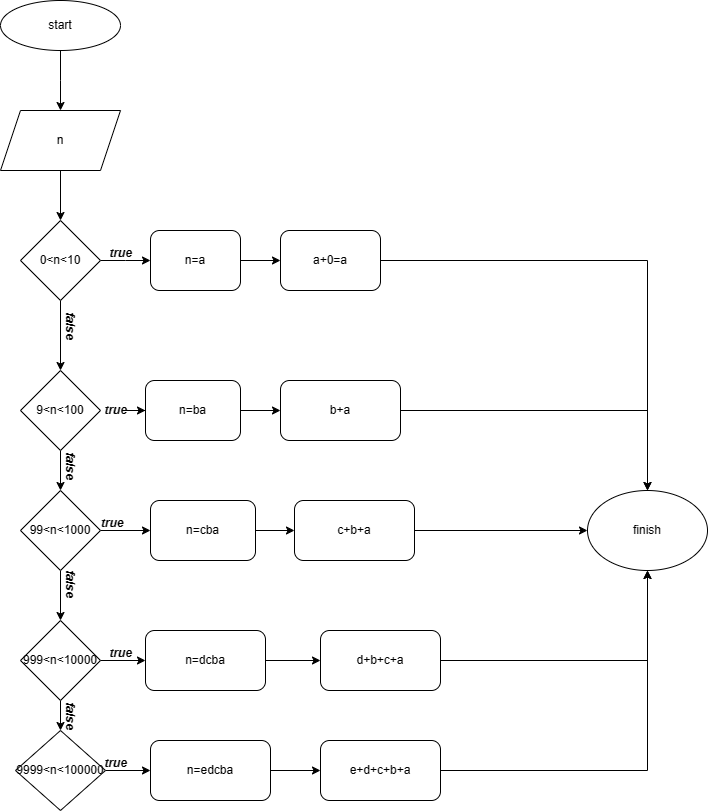 start
n
0<n<10
true
n=a
a+0=a
false
9<n<100
true
n=ba
b+a
false
99<n<1000
true
n=cba
c+b+a
finish
false
999<n<10000
true
n=dcba
d+b+c+a
false
9999<n<100000
true
n=edcba
e+d+c+b+a